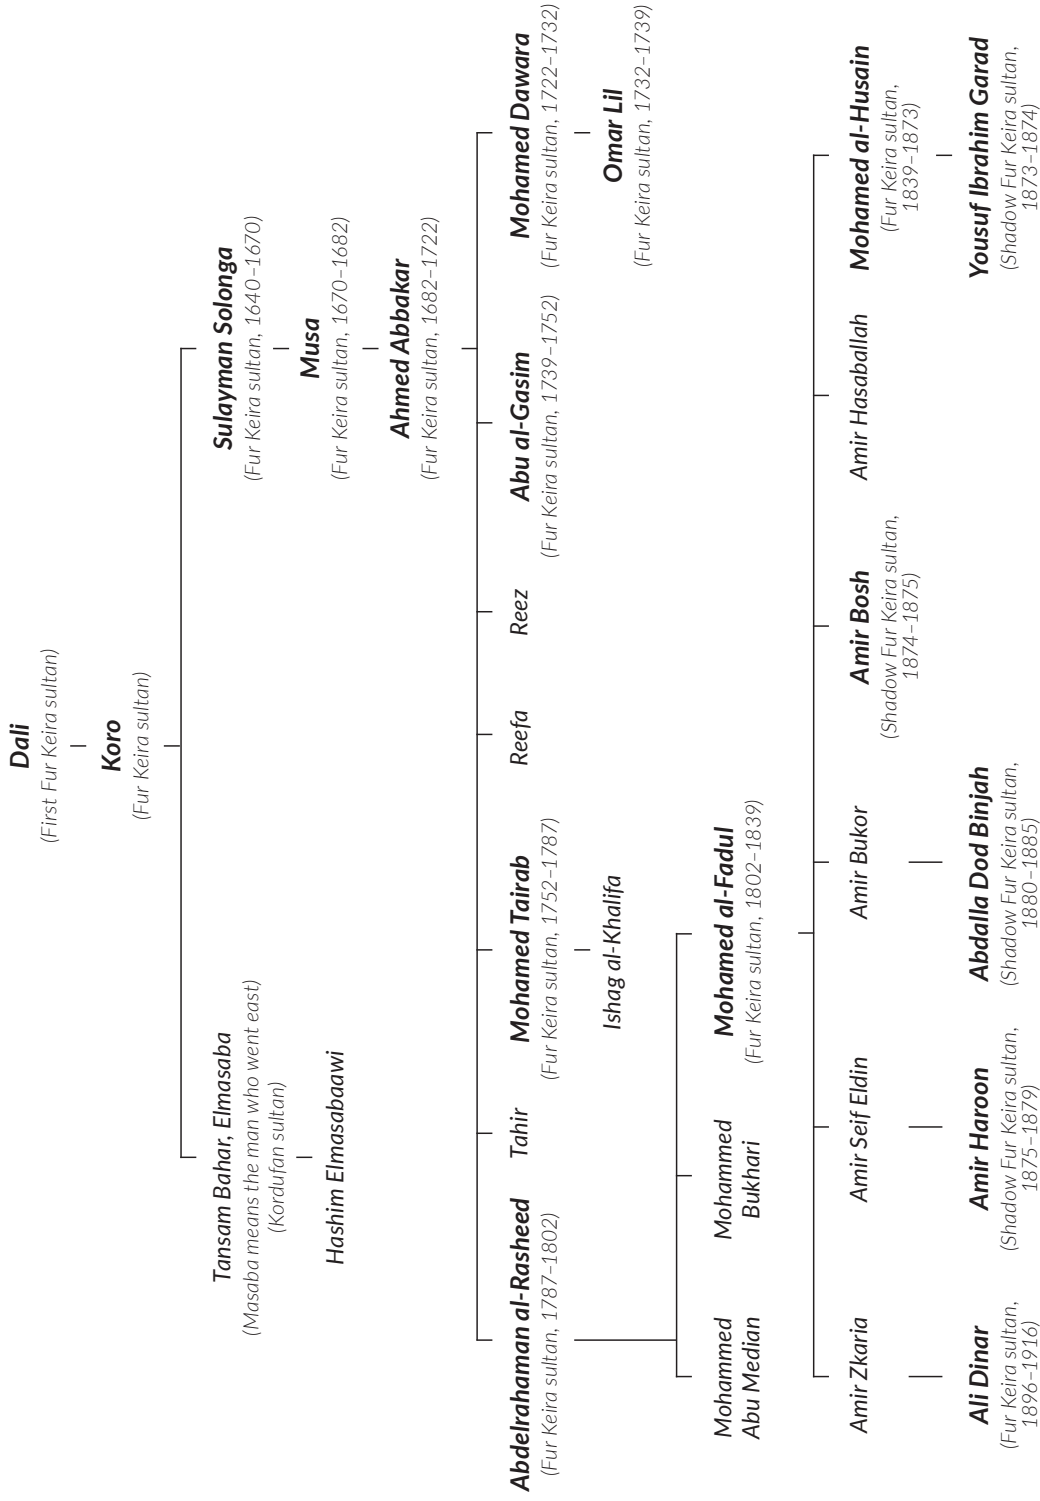 Dali
(First Fur Keira sultan)
Koro
(Fur Keira sultan)
Tansam Bahar, Elmasaba
(Masaba means the man who went east)
(Kordufan sultan)
Hashim Elmasabaawi
Sulayman Solonga
(Fur Keira sultan, 1640–1670)
Musa
(Fur Keira sultan, 1670–1682)
Ahmed Abbakar
(Fur Keira sultan, 1682–1722)
Abdelrahaman al-Rasheed
(Fur Keira sultan, 1787–1802)
Tahir
Mohamed Tairab
(Fur Keira sultan, 1752–1787)
Ishag al-Khalifa
Reefa
Reez
Abu al-Gasim
(Fur Keira sultan, 1739–1752)
Mohamed Dawara
(Fur Keira sultan, 1722–1732)
Omar Lil
(Fur Keira sultan, 1732–1739)
Mohammed
Abu Median
Mohammed
Bukhari
Mohamed al-Fadul
(Fur Keira sultan, 1802–1839)
Amir Zkaria
Amir Seif Eldin
Amir Bukor
Amir Bosh
(Shadow Fur Keira sultan,
1874–1875)
Amir Hasaballah
Mohamed al-Husain
(Fur Keira sultan,
1839–1873)
Ali Dinar
(Fur Keira sultan,
1896–1916)
Amir Haroon
(Shadow Fur Keira sultan,
1875–1879)
Abdalla Dod Binjah
(Shadow Fur Keira sultan,
1880–1885)
Yousuf Ibrahim Garad
(Shadow Fur Keira sultan,
1873–1874)